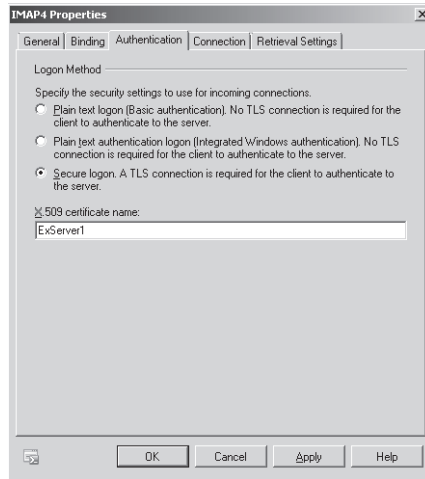 IMAP4 Properties
General Binding Authentication Connection Retrieval Settings
Logon Method
Specify the security settings to use for incoming connections.
Plain text logon (Basic authentication). No TLS connection is required for the
client to authenticate to the server.
Plain text authentication logon (Integrated Windows authentication). No TLS
connection is required for the client to authenticate to the server.
Secure logon. A TLS connection is required for the client to authenticate to
the server.
X.509 certificate name:
ExServer1
OK Cancel Apply Help